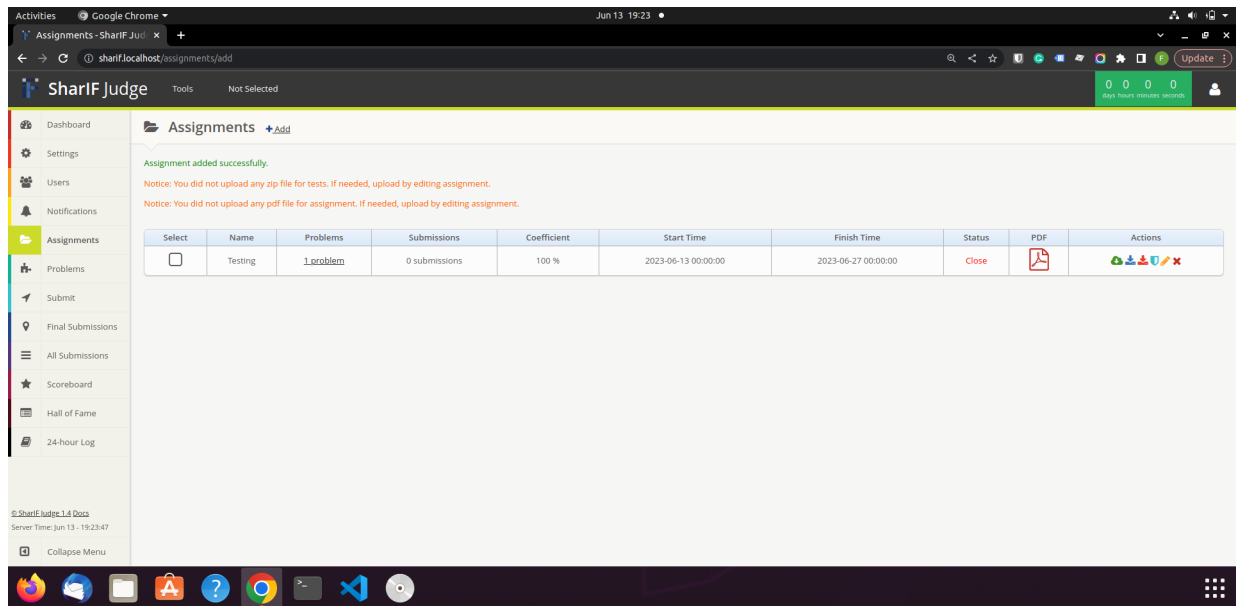 Activities Google Chrome Jun 13 19:23
Assignments - SharIF Jud
sharif.localhost/assignments/add Update
SharIF Judge Tools Not Selected 0 0 0 0
days hours minutes seconds
Dashboard
Settings
Users
Notifications
Assignments
Problems
Submit
Final Submissions
All Submissions
Scoreboard
Hall of Fame
24-hour Log
© SharIF Judge 1.4 Docs
Server Time: Jun 13 - 19:23:47
Collapse Menu
Assignments +Add
Assignment added successfully.
Notice: You did not upload any zip file for tests. If needed, upload by editing assignment.
Notice: You did not upload any pdf file for assignment. If needed, upload by editing assignment.
Select Name Problems Submissions Coefficient Start Time Finish Time Status PDF Actions
Testing 1 problem 0 submissions 100 % 2023-06-13 00:00:00 2023-06-27 00:00:00 Close